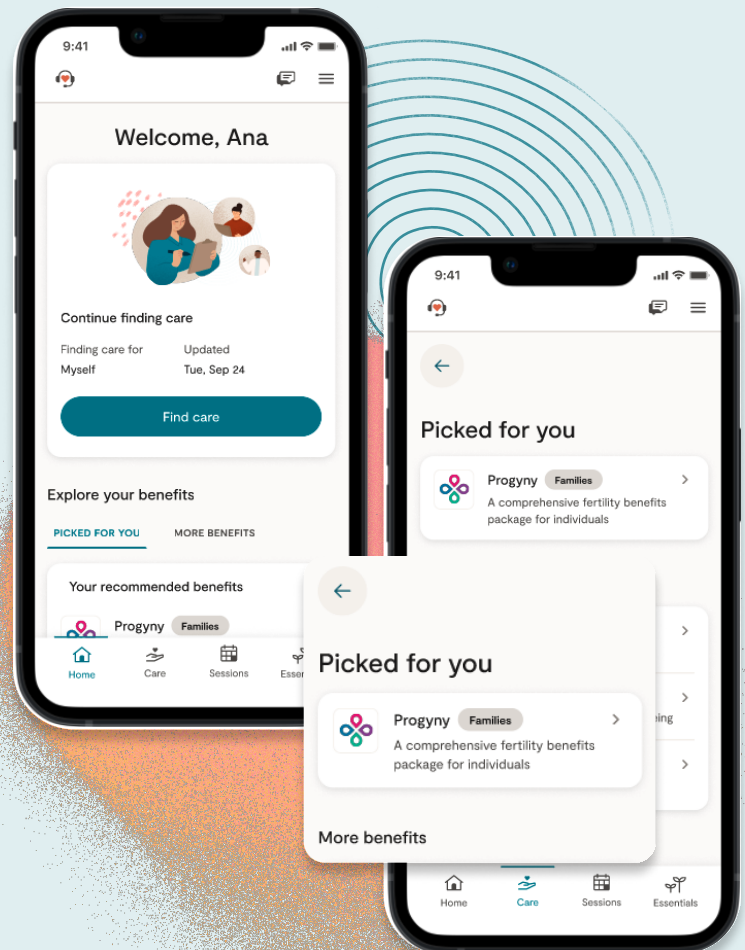 9:41
Welcome, Ana
Continue finding care
Finding care for
Updated
Myself
Tue, Sep 24
Find care
Explore your benefits
PICKED FOR YOU
MORE BENEFITS
Your recommended benefits
Progyny Families
Home
Care
Sessions
9:41
Picked for you
Progyny Families
A comprehensive fertility benefits
package for individuals
Picked for you
Progyny Families
A comprehensive fertility benefits
package for individuals
More benefits
Home
Care
Sessions
Essentials